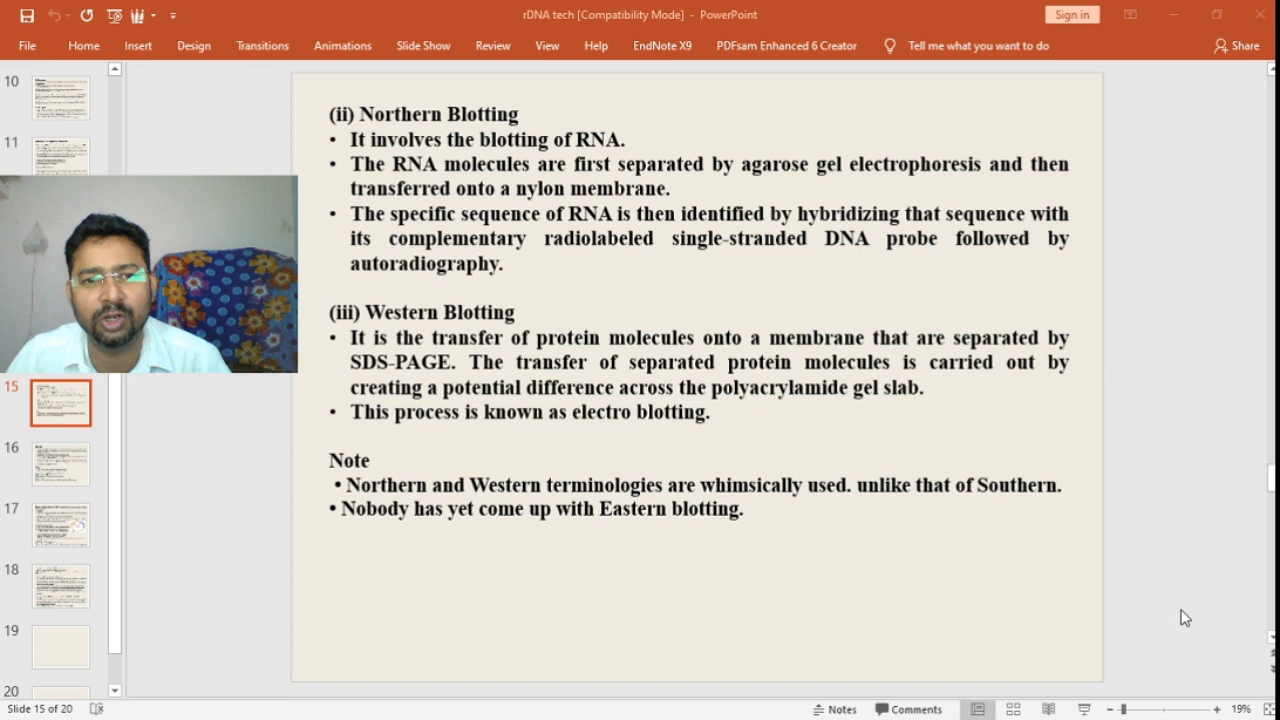 rDNA tech [Compatibility Mode] - PowerPoint
Sign in
File Home Insert Design Transitions Animations Slide Show Review View Help EndNote X9 PDFsam Enhanced 6 Creator Tell me what you want to do Share
10
11
15
16
17
18
19
20
(ii) Northern Blotting
• It involves the blotting of RNA.
• The RNA molecules are first separated by agarose gel electrophoresis and then
transferred onto a nylon membrane.
• The specific sequence of RNA is then identified by hybridizing that sequence with
its complementary radiolabeled single-stranded DNA probe followed by
autoradiography.
(iii) Western Blotting
• It is the transfer of protein molecules onto a membrane that are separated by
SDS-PAGE. The transfer of separated protein molecules is carried out by
creating a potential difference across the polyacrylamide gel slab.
• This process is known as electro blotting.
Note
• Northern and Western terminologies are whimsically used. unlike that of Southern.
• Nobody has yet come up with Eastern blotting.
Slide 15 of 20 Notes Comments 19%